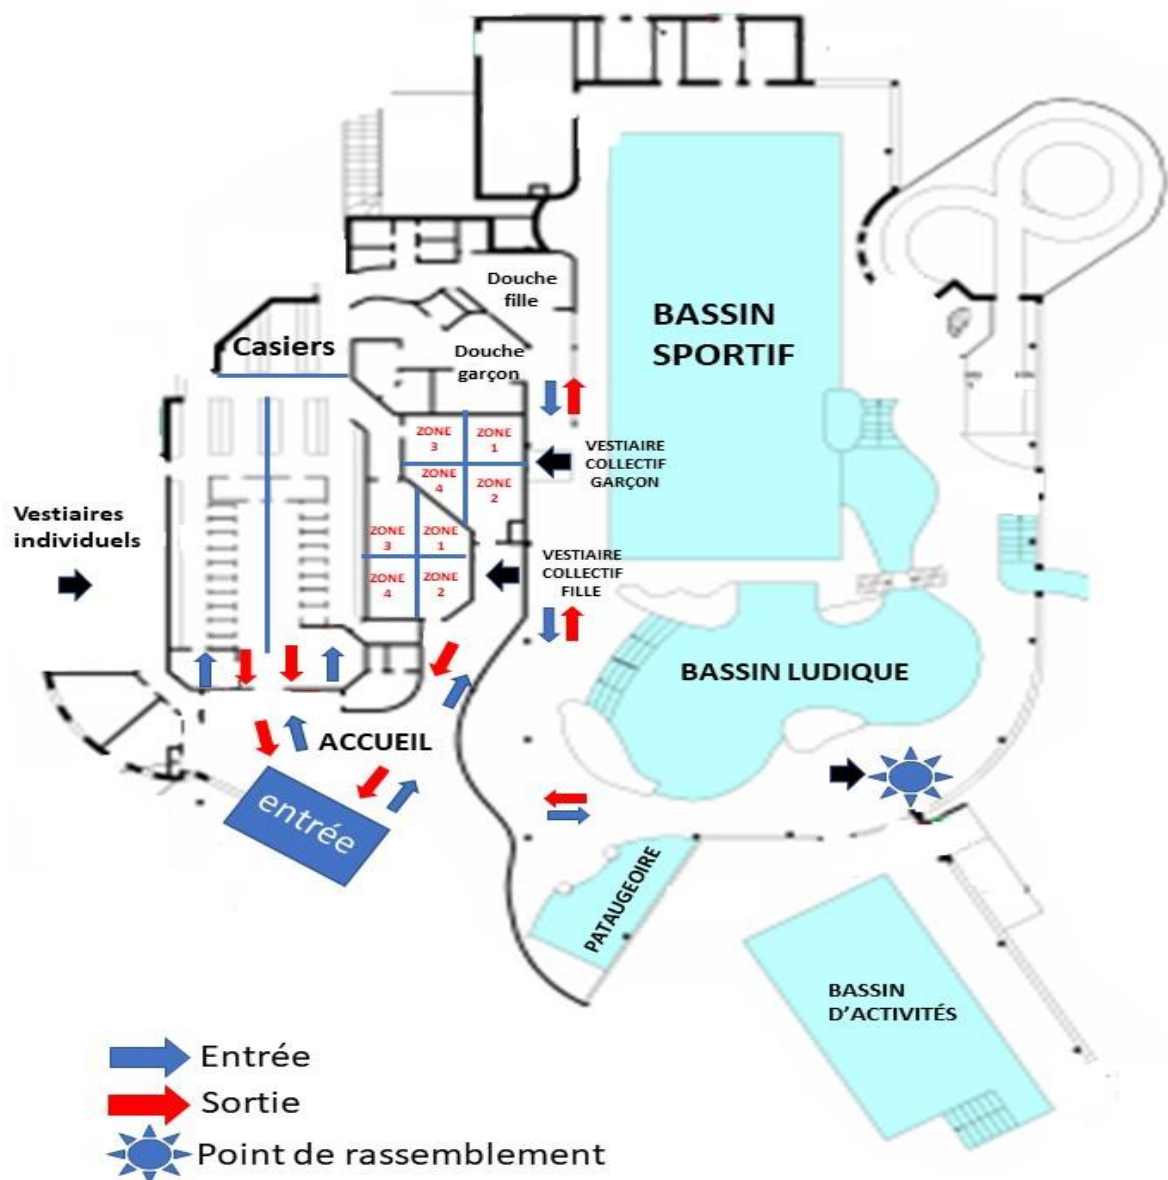 Douche
fille
BASSIN
SPORTIF
Casiers
Douche
garçon
ZONE
3
ZONE
1
VESTIAIRE
COLLECTIF
GARÇON
ZONE
4
ZONE
2
Vestiaires
individuels
ZONE
3
ZONE
1
VESTIAIRE
COLLECTIF
FILLE
ZONE
4
ZONE
2
BASSIN LUDIQUE
ACCUEIL
entrée
PATAUGEOIRE
BASSIN
D'ACTIVITÉS
Entrée
Sortie
Point de rassemblement